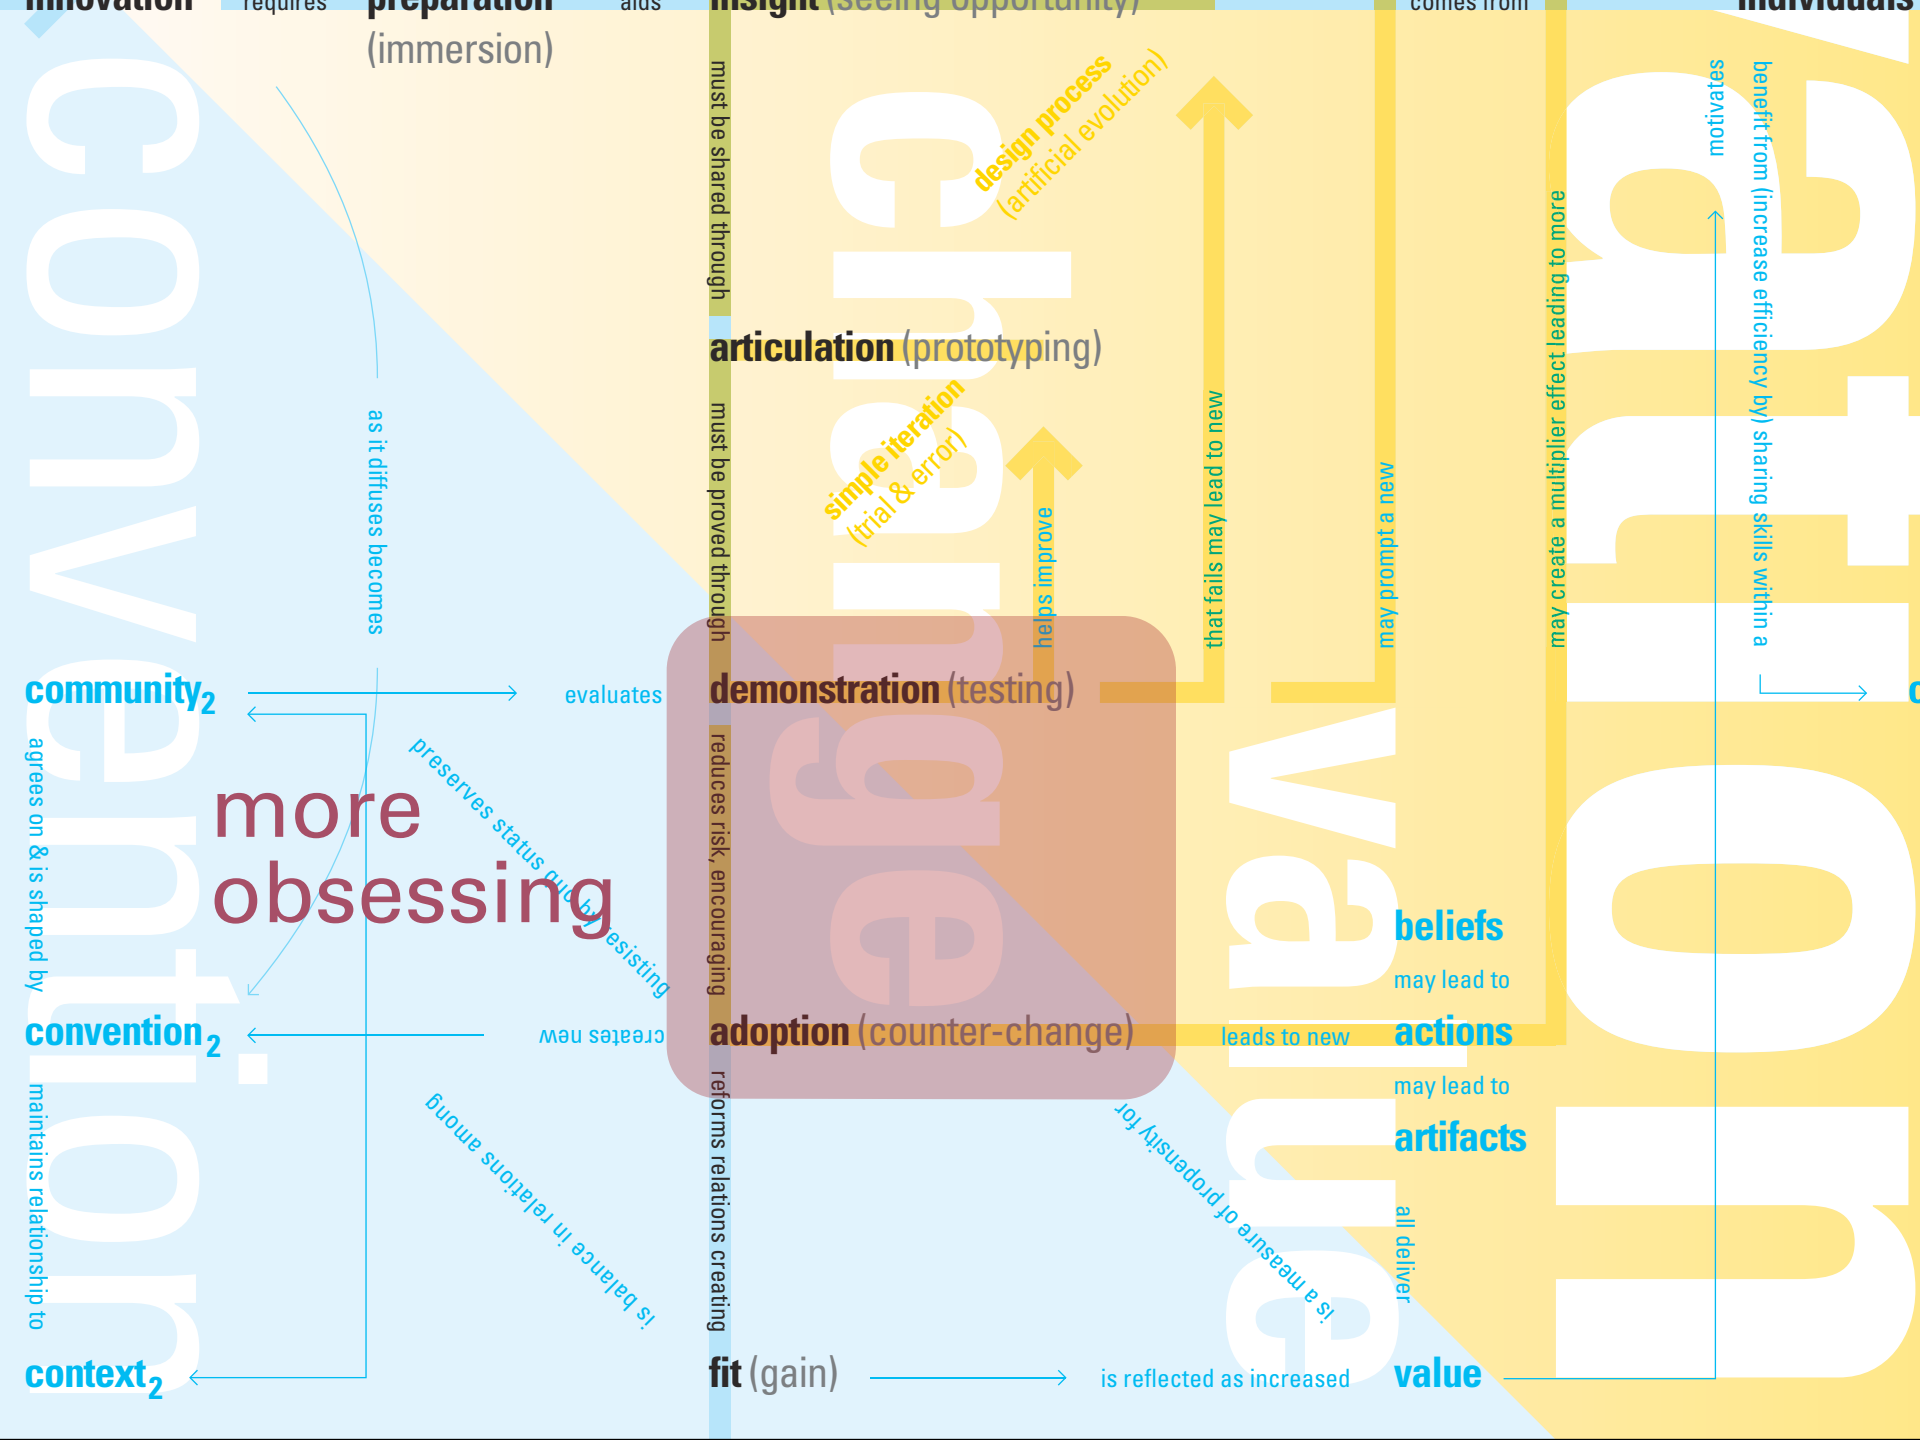 innovation requires preparation aids insight (seeing opportunity) comes from individuals
(immersion)
convention
change
value
must be shared through
design process
(artificial evolution)
motivates
benefit from (increase efficiency by) sharing skills within a
articulation (prototyping)
as it diffuses becomes
must be proved through
simple iteration
(trial & error)
helps improve
that fails may lead to new
may prompt a new
may create a multiplier effect leading to more
community2
evaluates
demonstration (testing)
agrees on & is shaped by
preserves status quo by resisting
reduces risk, encouraging
more
obsessing
beliefs
may lead to
convention2
creates new
adoption (counter-change)
leads to new
actions
may lead to
artifacts
maintains relationship to
is balance in relation among
reforms relations creating
is a measure of propensity for
all deliver
context2
fit (gain)
is reflected as increased
value